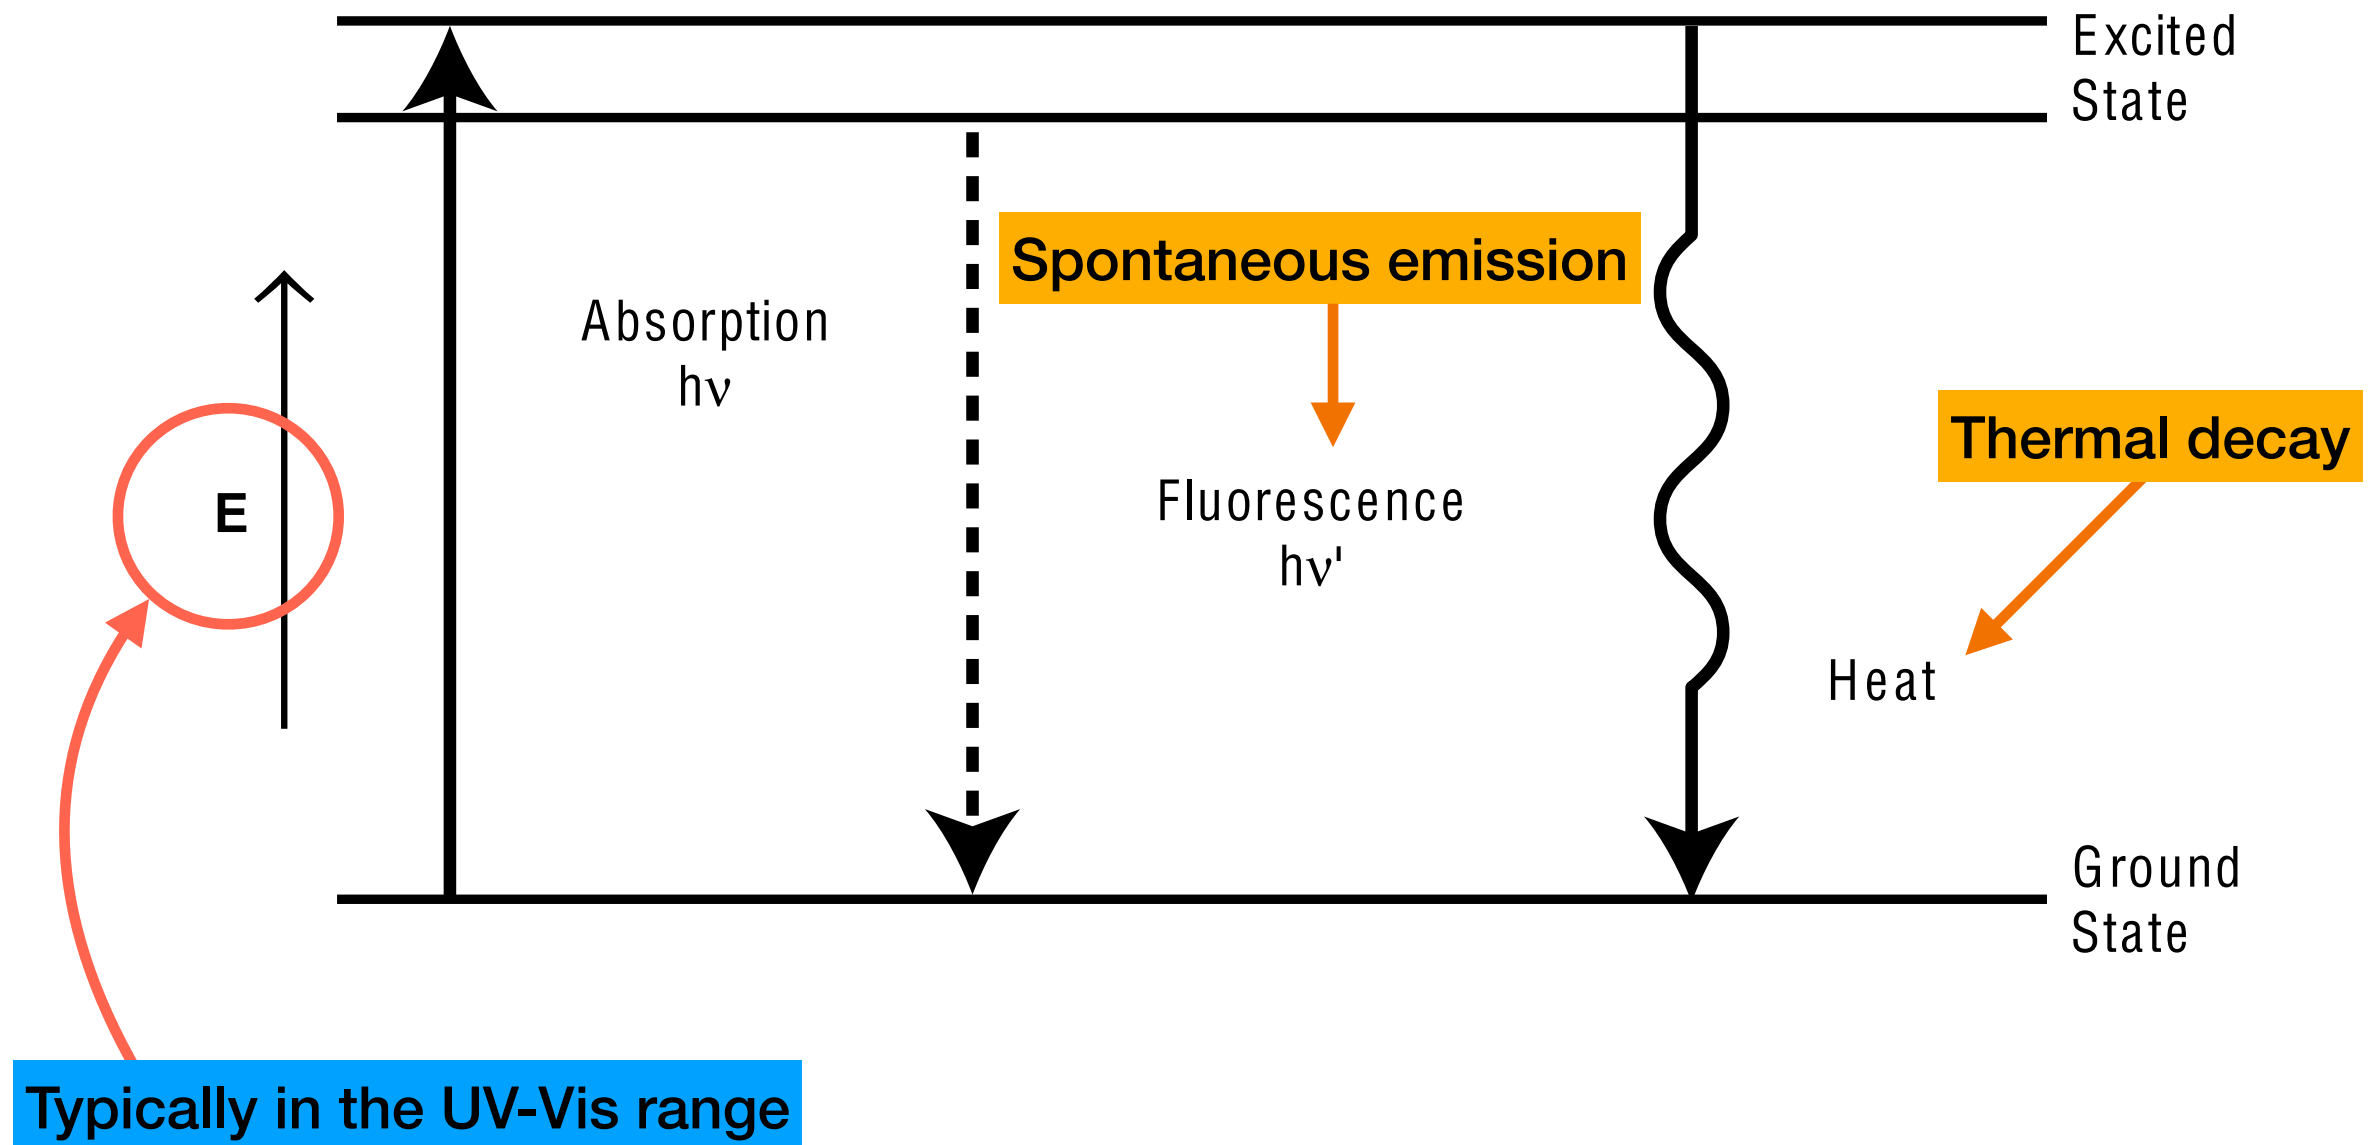 Excited
State
Spontaneous emission
Absorption
hν
Thermal decay
E
Fluorescence
hν'
Heat
Ground
State
Typically in the UV-Vis range